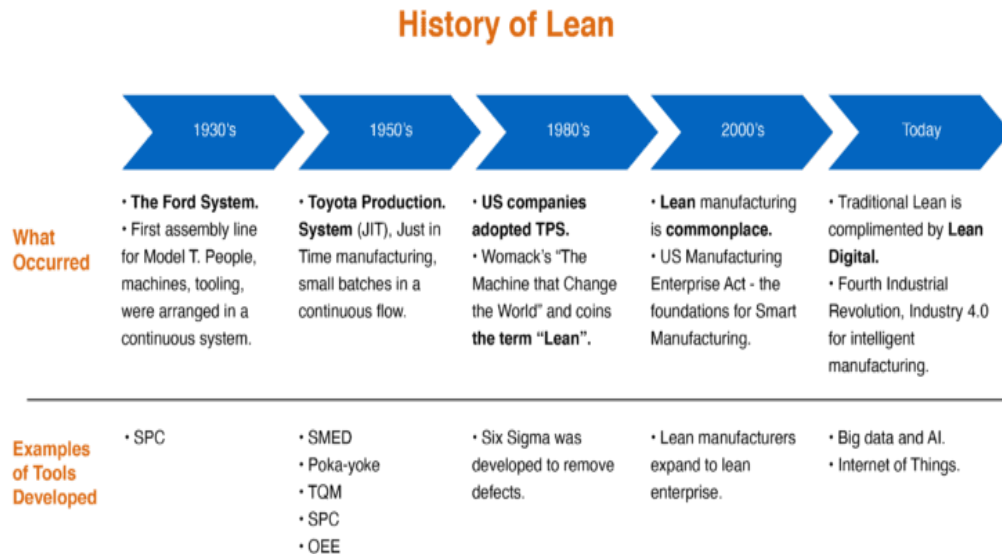 History of Lean
1930's
1950's
1980's
2000's
Today
What
Occurred
• The Ford System.
• First assembly line
for Model T. People,
machines, tooling,
were arranged in a
continuous system.
• Toyota Production.
System (JIT), Just in
Time manufacturing,
small batches in a
continuous flow.
• US companies
adopted TPS.
• Womack's “The
Machine that Change
the World” and coins
the term “Lean”.
• Lean manufacturing
is commonplace.
• US Manufacturing
Enterprise Act - the
foundations for Smart
Manufacturing.
• Traditional Lean is
complimented by Lean
Digital.
• Fourth Industrial
Revolution, Industry 4.0
for intelligent
manufacturing.
Examples
of Tools
Developed
• SPC
• SMED
• Poka-yoke
• TQM
• SPC
• OEE
• Six Sigma was
developed to remove
defects.
• Lean manufacturers
expand to lean
enterprise.
• Big data and AI.
• Internet of Things.